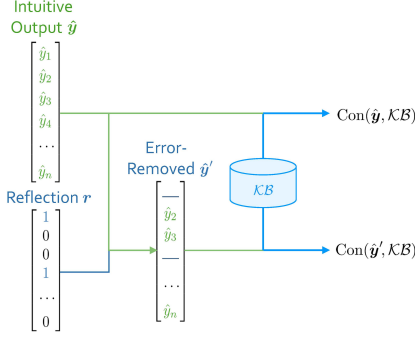 Intuitive
Output ŷ
ŷ₁
ŷ₂
ŷ₃
ŷ₄
...
ŷₙ
Reflection r
1
0
0
1
...
0
Error-
Removed ŷ′
—
ŷ₂
ŷ₃
—
...
ŷₙ
𝒦ℬ
Con(ŷ, 𝒦ℬ)
Con(ŷ′, 𝒦ℬ)